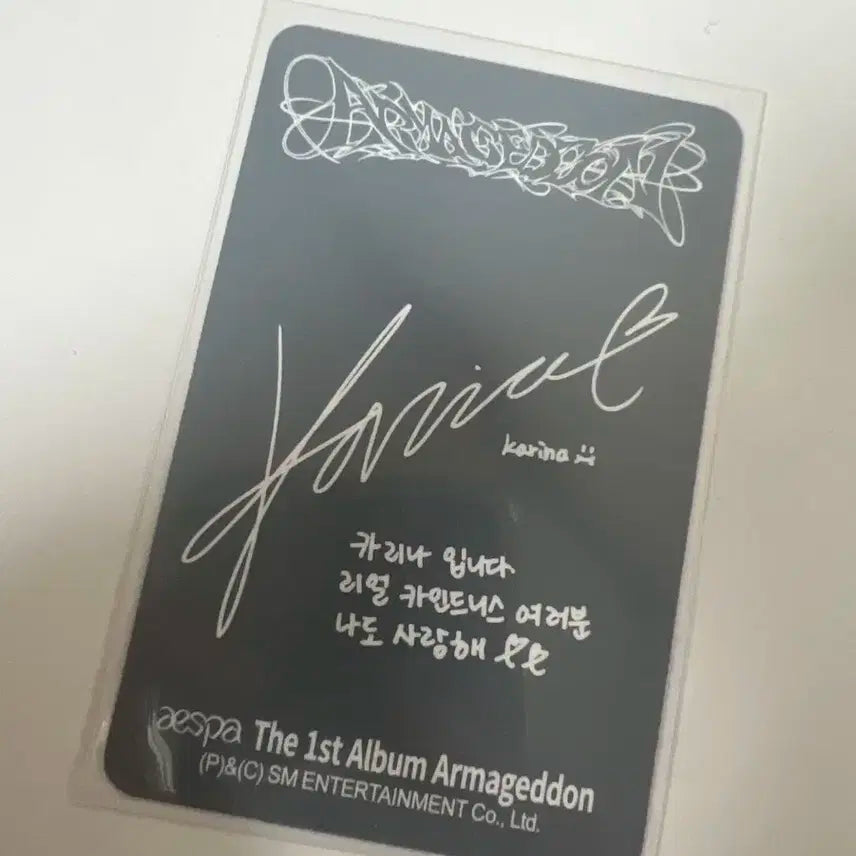 ARMAGEDDON
Karina
karina
카리나 입니다.
리얼 카인드니스 여러분
나도 사랑해
aespa The 1st Album Armageddon
(P)&(C) SM ENTERTAINMENT Co., Ltd.